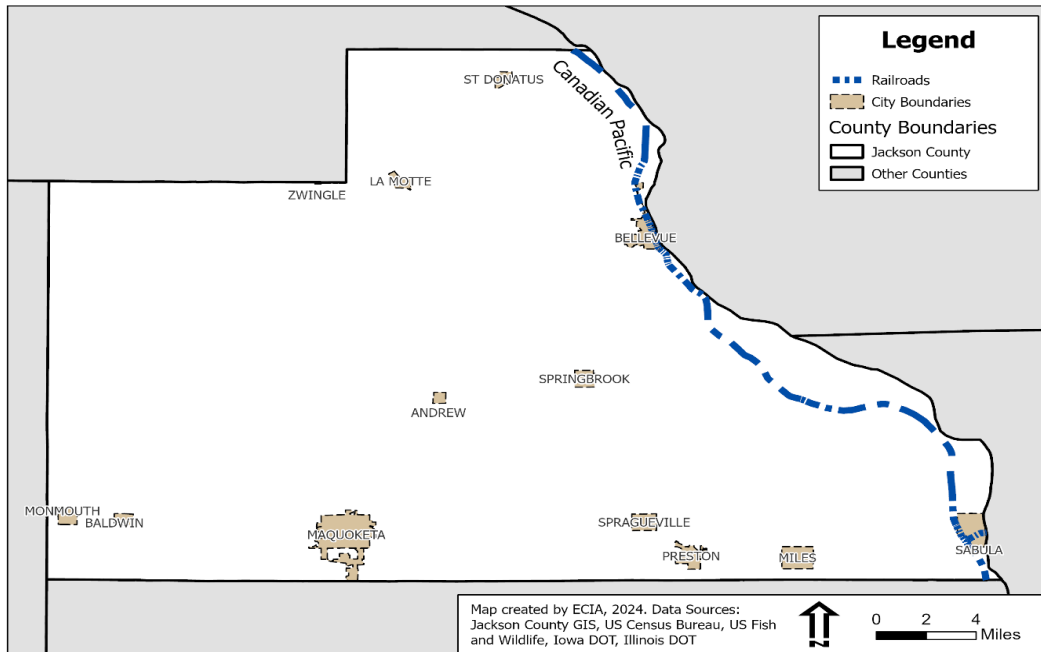 Legend
Railroads
City Boundaries
County Boundaries
Jackson County
Other Counties
ST DONATUS
Canadian Pacific
LA MOTTE
ZWINGLE
BELLEVUE
SPRINGBROOK
ANDREW
MONMOUTH
BALDWIN
MAQUOKETA
SPRAGUEVILLE
PRESTON
MILES
SABULA
Map created by ECIA, 2024. Data Sources:
Jackson County GIS, US Census Bureau, US Fish
and Wildlife, Iowa DOT, Illinois DOT
N
0 2 4
Miles